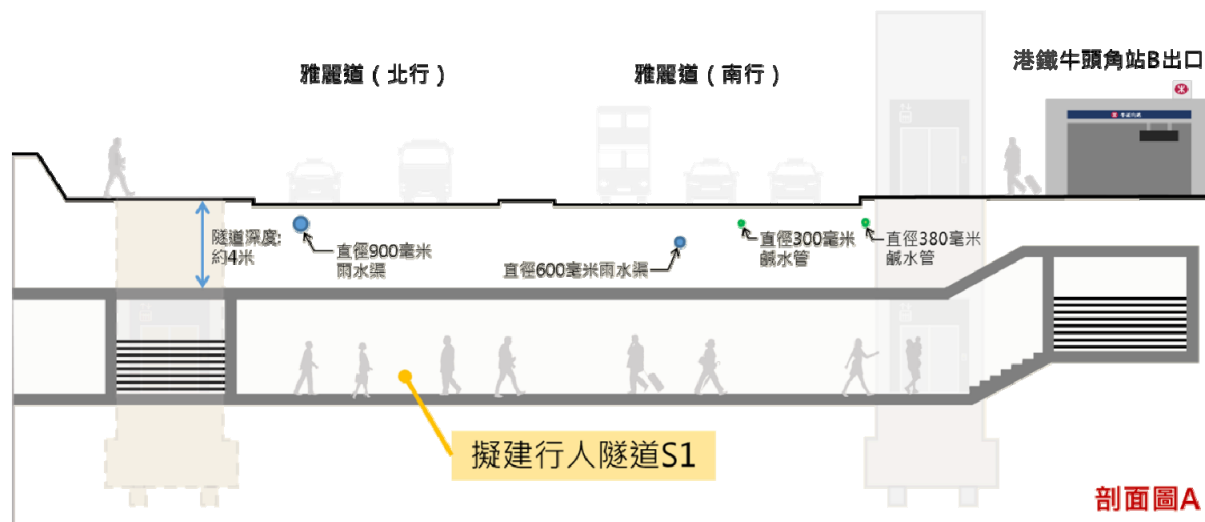 雅麗道（北行）
雅麗道（南行）
港鐵牛頭角站B出口
隧道深度:
約4米
直徑900毫米
雨水渠
直徑600毫米雨水渠
直徑300毫米
鹹水管
直徑380毫米
鹹水管
擬建行人隧道S1
剖面圖A